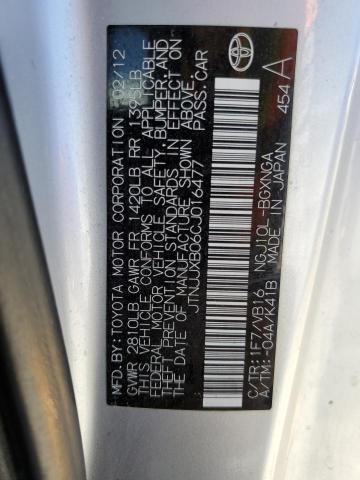 MFD.BY:TOYOTA MOTOR CORPORATION 02/12
GVWR 2810LB GAWR FR 1420LB RR 1395LB
THIS VEHICLE CONFORMS TO ALL APPLICABLE
FEDERAL MOTOR VEHICLE SAFETY, BUMPER, AND
THEFT PREVENTION STANDARDS IN EFFECT ON
THE DATE OF MANUFACTURE SHOWN ABOVE.
JTNJJXB6CCJ016477 PASS.CAR
C/TR:1F7/VB16 NGJ10L-BGXNGA
A/TM:-04A/K41B MADE IN JAPAN
454 A
TOYOTA